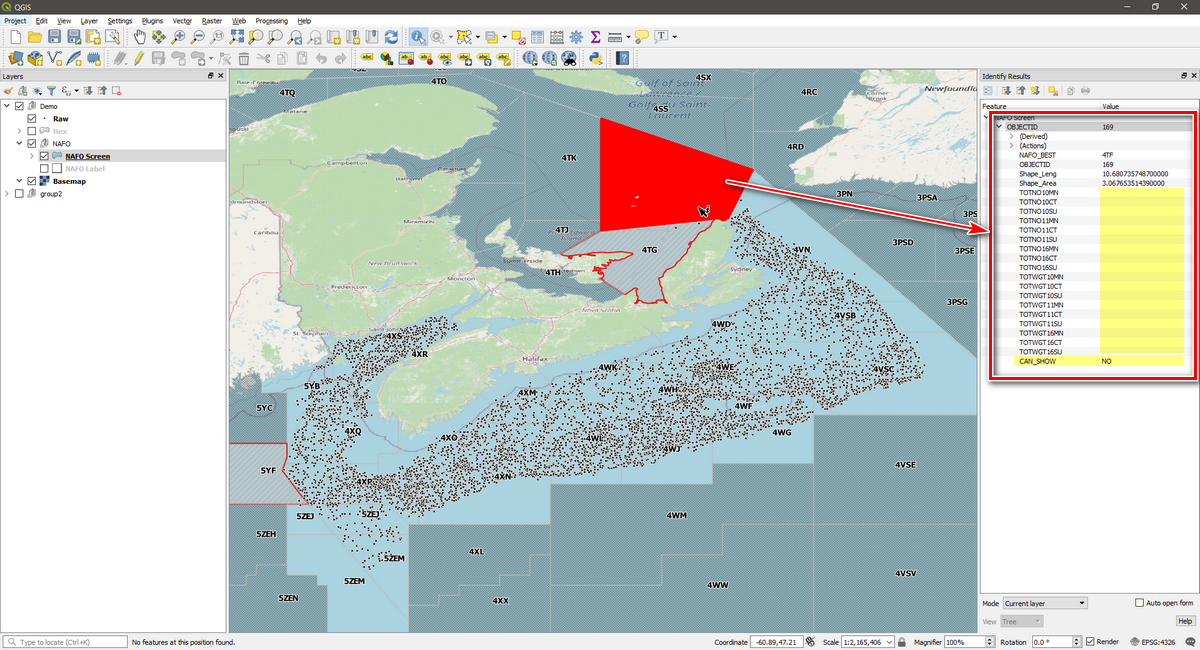 QGIS
Project Edit View Layer Settings Plugins Vector Raster Web Processing Help
Layers
Demo
Raw
Hex
NAFO
NAFO Screen
NAFO Label
Basemap
group2
4TO
4TQ
4SX
4SS
4RC
4RD
4TK
4TJ
4TG
4TH
3PN
3PSA
3PS
3PSD
3PSE
3PSG
4VN
4VSB
4VSC
4WD
4WE
4WK
4WH
4WF
4WG
4WJ
4XM
4XO
4XN
4XP
4XQ
4XR
4XS
5YB
5YC
5YF
5ZEJ
5ZEJ
5ZEH
5ZEM
5ZEM
5ZEN
4XL
4XX
4WM
4WW
4VSE
4VSV
Gulf of Saint
Lawrence /
Golfe du Saint-
Laurent
Newfoundla
Corner
Brook
Matane
Campbellton
Miramichi
Caribou
New Brunswick
Fredericton
Moncton
Saint John
St. Stephen
Halifax
Nova Scotia
Sydney
Identify Results
Feature Value
NAFO Screen
OBJECTID 169
(Derived)
(Actions)
NAFO_BEST 4TF
OBJECTID 169
Shape_Leng 10.680735748700000
Shape_Area 3.067653514390000
TOTNO10MN
TOTNO10CT
TOTNO10SU
TOTNO11MN
TOTNO11CT
TOTNO11SU
TOTNO16MN
TOTNO16CT
TOTNO16SU
TOTWGT10MN
TOTWGT10CT
TOTWGT10SU
TOTWGT11MN
TOTWGT11CT
TOTWGT11SU
TOTWGT16MN
TOTWGT16CT
TOTWGT16SU
CAN_SHOW NO
Mode Current layer Auto open form
View Tree Help
Type to locate (Ctrl+K) No features at this position found. Coordinate -60.89,47.21 Scale 1:2,165,406 Magnifier 100% Rotation 0.0 ° Render EPSG:4326